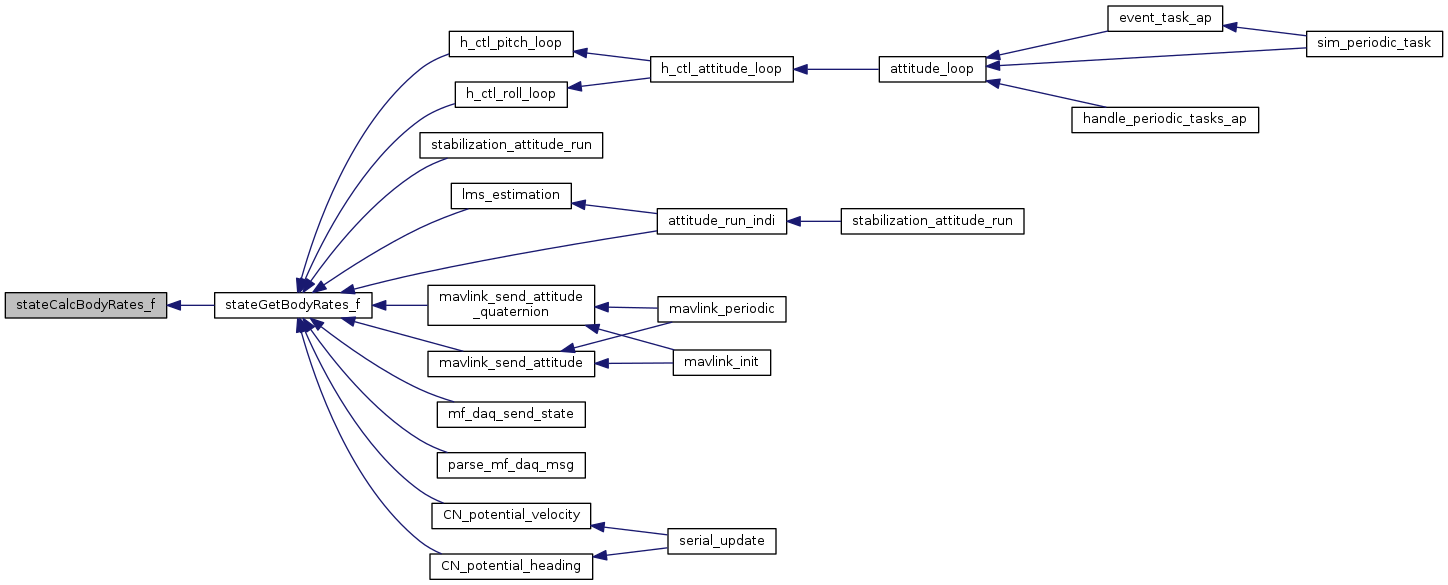 stateCalcBodyRates_f
stateGetBodyRates_f
h_ctl_pitch_loop
h_ctl_roll_loop
h_ctl_attitude_loop
attitude_loop
event_task_ap
sim_periodic_task
handle_periodic_tasks_ap
stabilization_attitude_run
lms_estimation
attitude_run_indi
stabilization_attitude_run
mavlink_send_attitude
_quaternion
mavlink_periodic
mavlink_send_attitude
mavlink_init
mf_daq_send_state
parse_mf_daq_msg
CN_potential_velocity
serial_update
CN_potential_heading